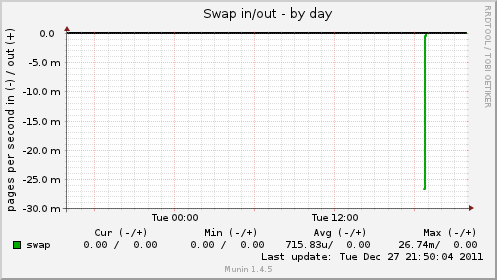 Swap in/out - by day
RRDTOOL / TOBI OETIKER
pages per second in (-) / out (+)
0.0
-5.0 m
-10.0 m
-15.0 m
-20.0 m
-25.0 m
-30.0 m
Tue 00:00 Tue 12:00
Cur (-/+) Min (-/+) Avg (-/+) Max (-/+)
swap 0.00 / 0.00 0.00 / 0.00 715.83u/ 0.00 26.74m/ 0.00
Last update: Tue Dec 27 21:50:04 2011
Munin 1.4.5